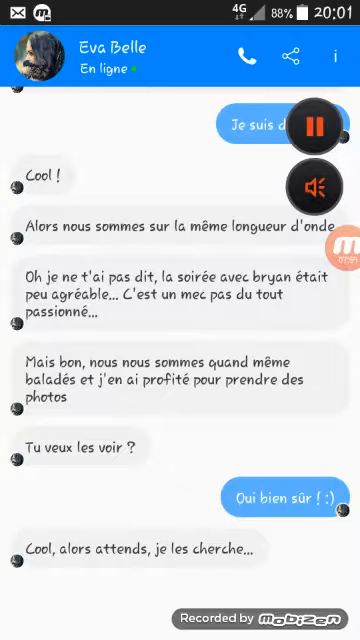 4G 88% 20:01
Eva Belle
En ligne
Je suis
Cool !
Alors nous sommes sur la même longueur d'onde
Oh je ne t'ai pas dit, la soirée avec bryan était
peu agréable... C'est un mec pas du tout
passionné...
Mais bon, nous nous sommes quand même
baladés et j'en ai profité pour prendre des
photos
Tu veux les voir ?
Oui bien sûr ! :)
Cool, alors attends, je les cherche...
Recorded by mobizen